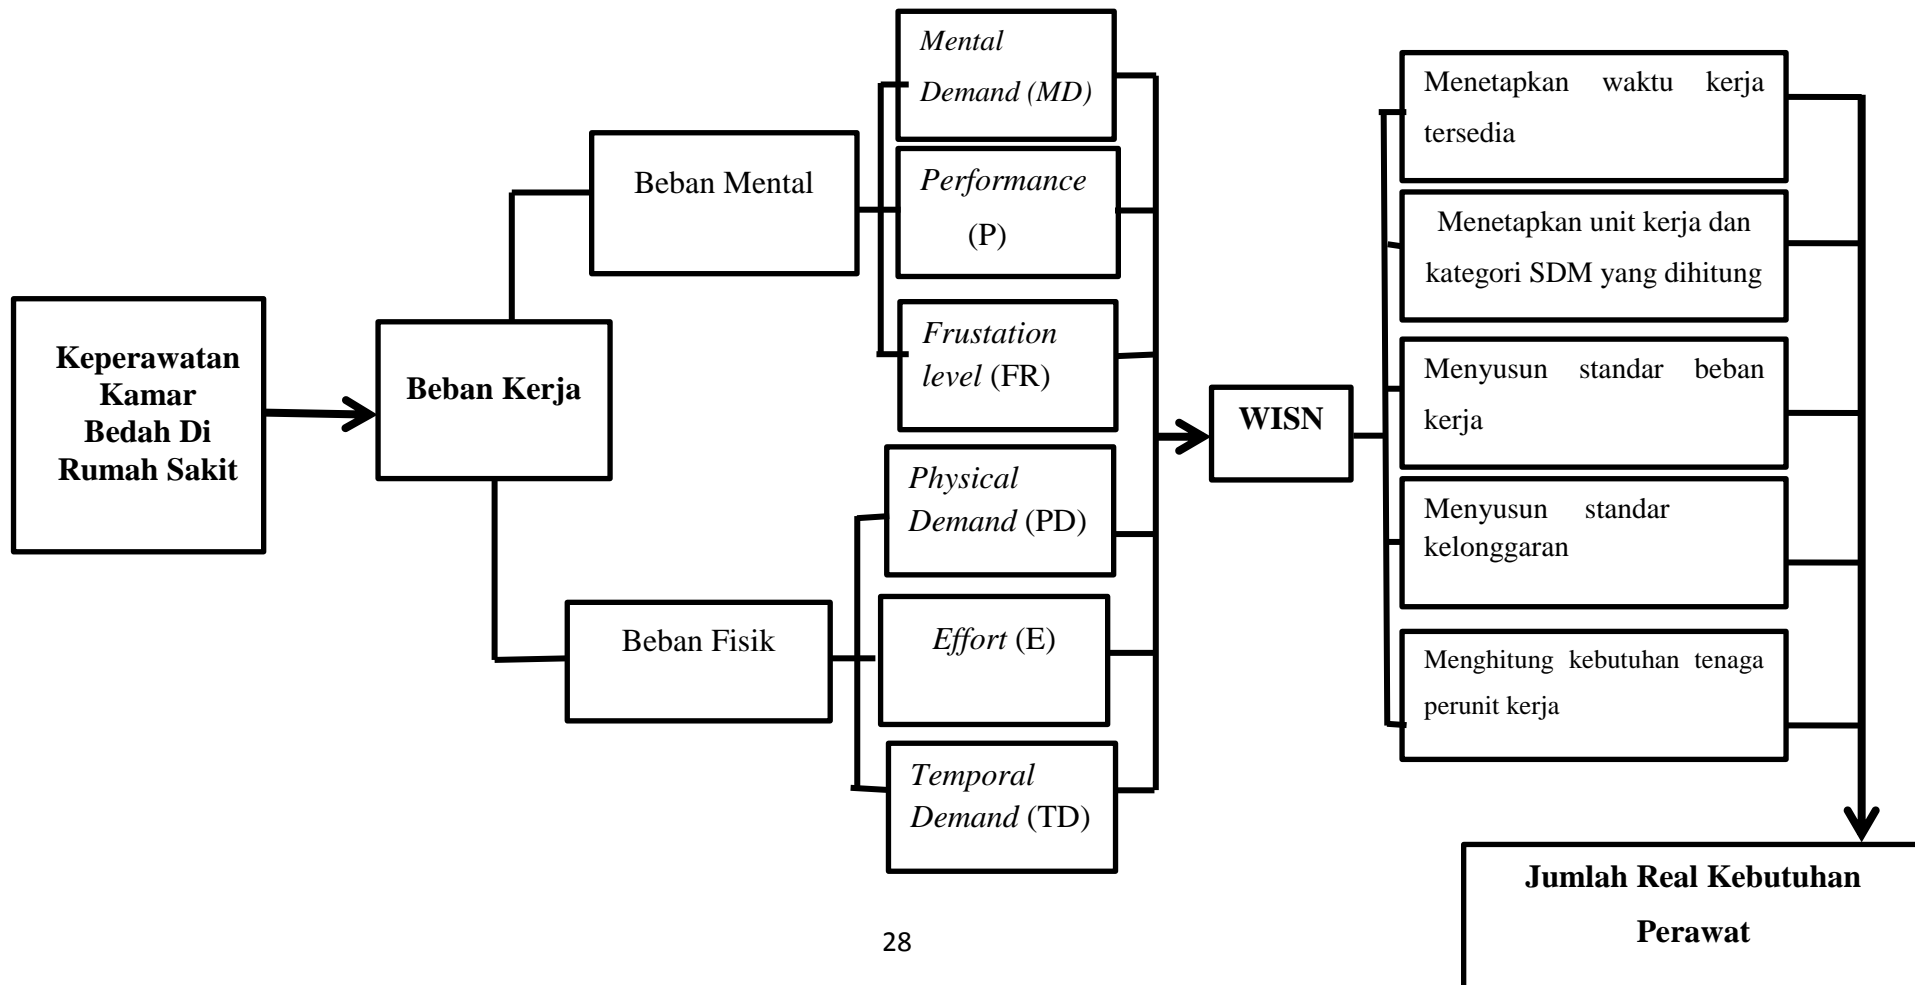 Keperawatan
Kamar
Bedah Di
Rumah Sakit
Beban Kerja
Beban Mental
Beban Fisik
Mental
Demand (MD)
Performance
(P)
Frustation
level (FR)
Physical
Demand (PD)
Effort (E)
Temporal
Demand (TD)
WISN
Menetapkan waktu kerja
tersedia
Menetapkan unit kerja dan
kategori SDM yang dihitung
Menyusun standar beban
kerja
Menyusun standar
kelonggaran
Menghitung kebutuhan tenaga
perunit kerja
Jumlah Real Kebutuhan
Perawat
28